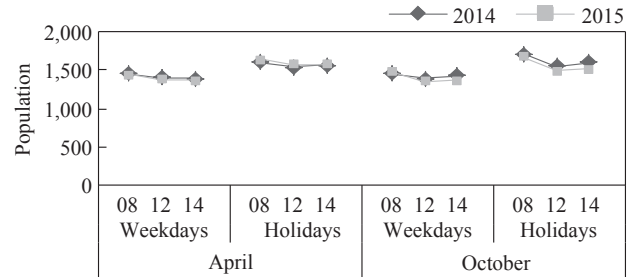 2014 2015
2,000
1,500
1,000
500
0
Population
08 12 14 08 12 14 08 12 14 08 12 14
Weekdays Holidays Weekdays Holidays
April October